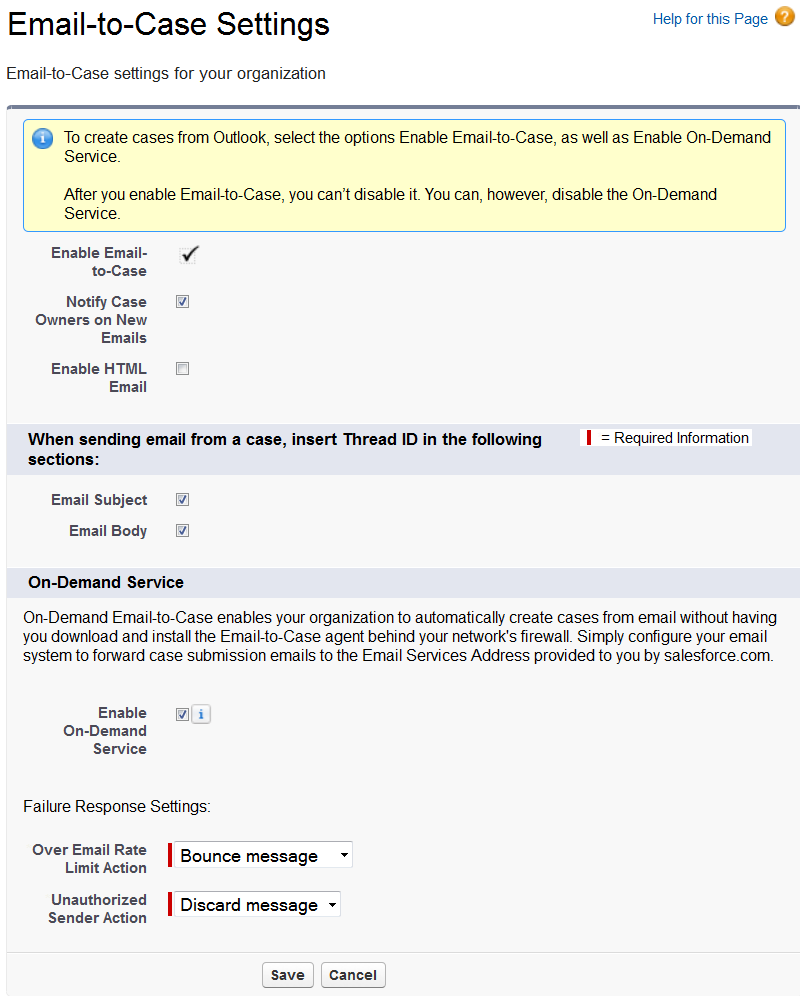 Email-to-Case Settings
Help for this Page
Email-to-Case settings for your organization
To create cases from Outlook, select the options Enable Email-to-Case, as well as Enable On-Demand
Service.
After you enable Email-to-Case, you can't disable it. You can, however, disable the On-Demand
Service.
Enable Email-
to-Case
Notify Case
Owners on New
Emails
Enable HTML
Email
When sending email from a case, insert Thread ID in the following
sections:
= Required Information
Email Subject
Email Body
On-Demand Service
On-Demand Email-to-Case enables your organization to automatically create cases from email without having
you download and install the Email-to-Case agent behind your network's firewall. Simply configure your email
system to forward case submission emails to the Email Services Address provided to you by salesforce.com.
Enable
On-Demand
Service
Failure Response Settings:
Over Email Rate
Limit Action
Bounce message
Unauthorized
Sender Action
Discard message
Save
Cancel